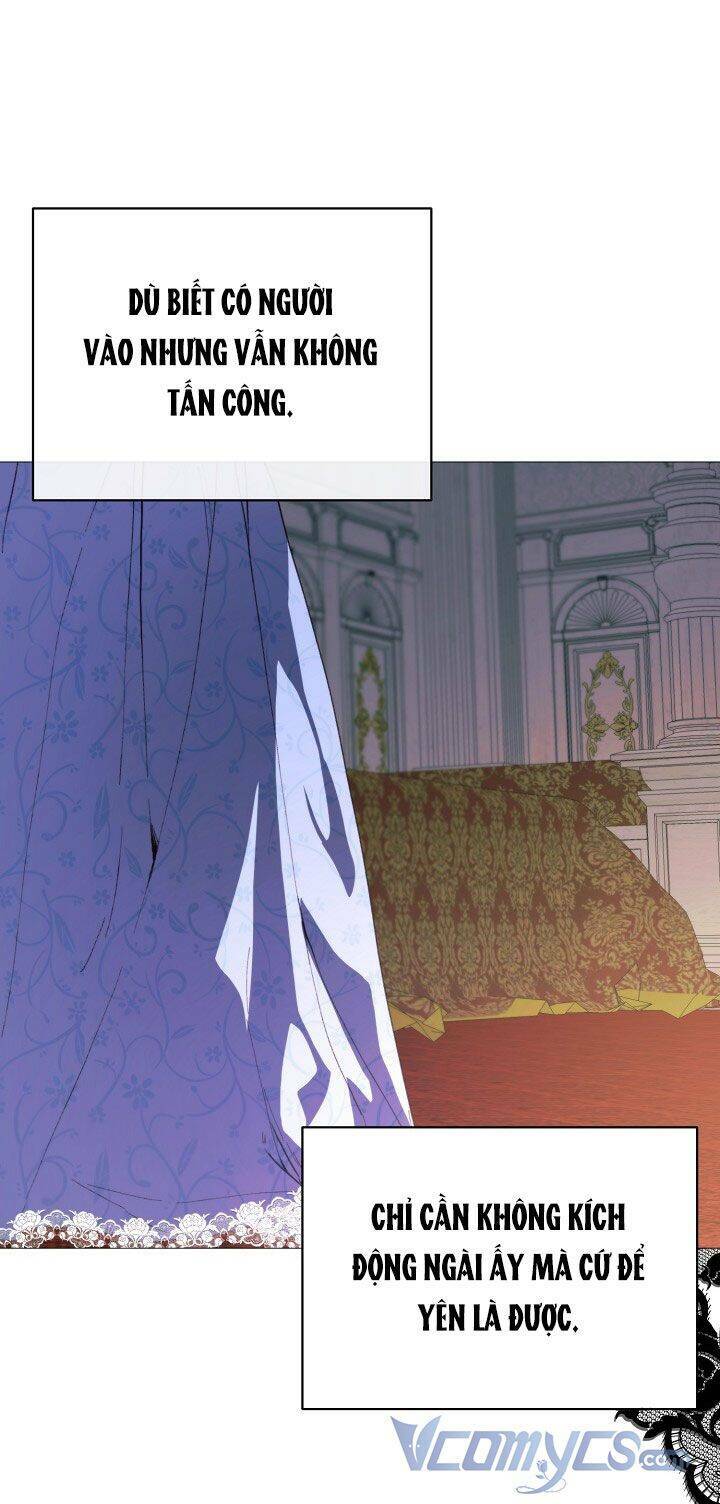 DÙ BIẾT CÓ NGƯỜI
VÀO NHƯNG VẪN KHÔNG
TẤN CÔNG.
CHỈ CẦN KHÔNG KÍCH
ĐỘNG NGÀI ẤY MÀ CỨ ĐỂ
YÊN LÀ ĐƯỢC.
VCOMYCS.COM